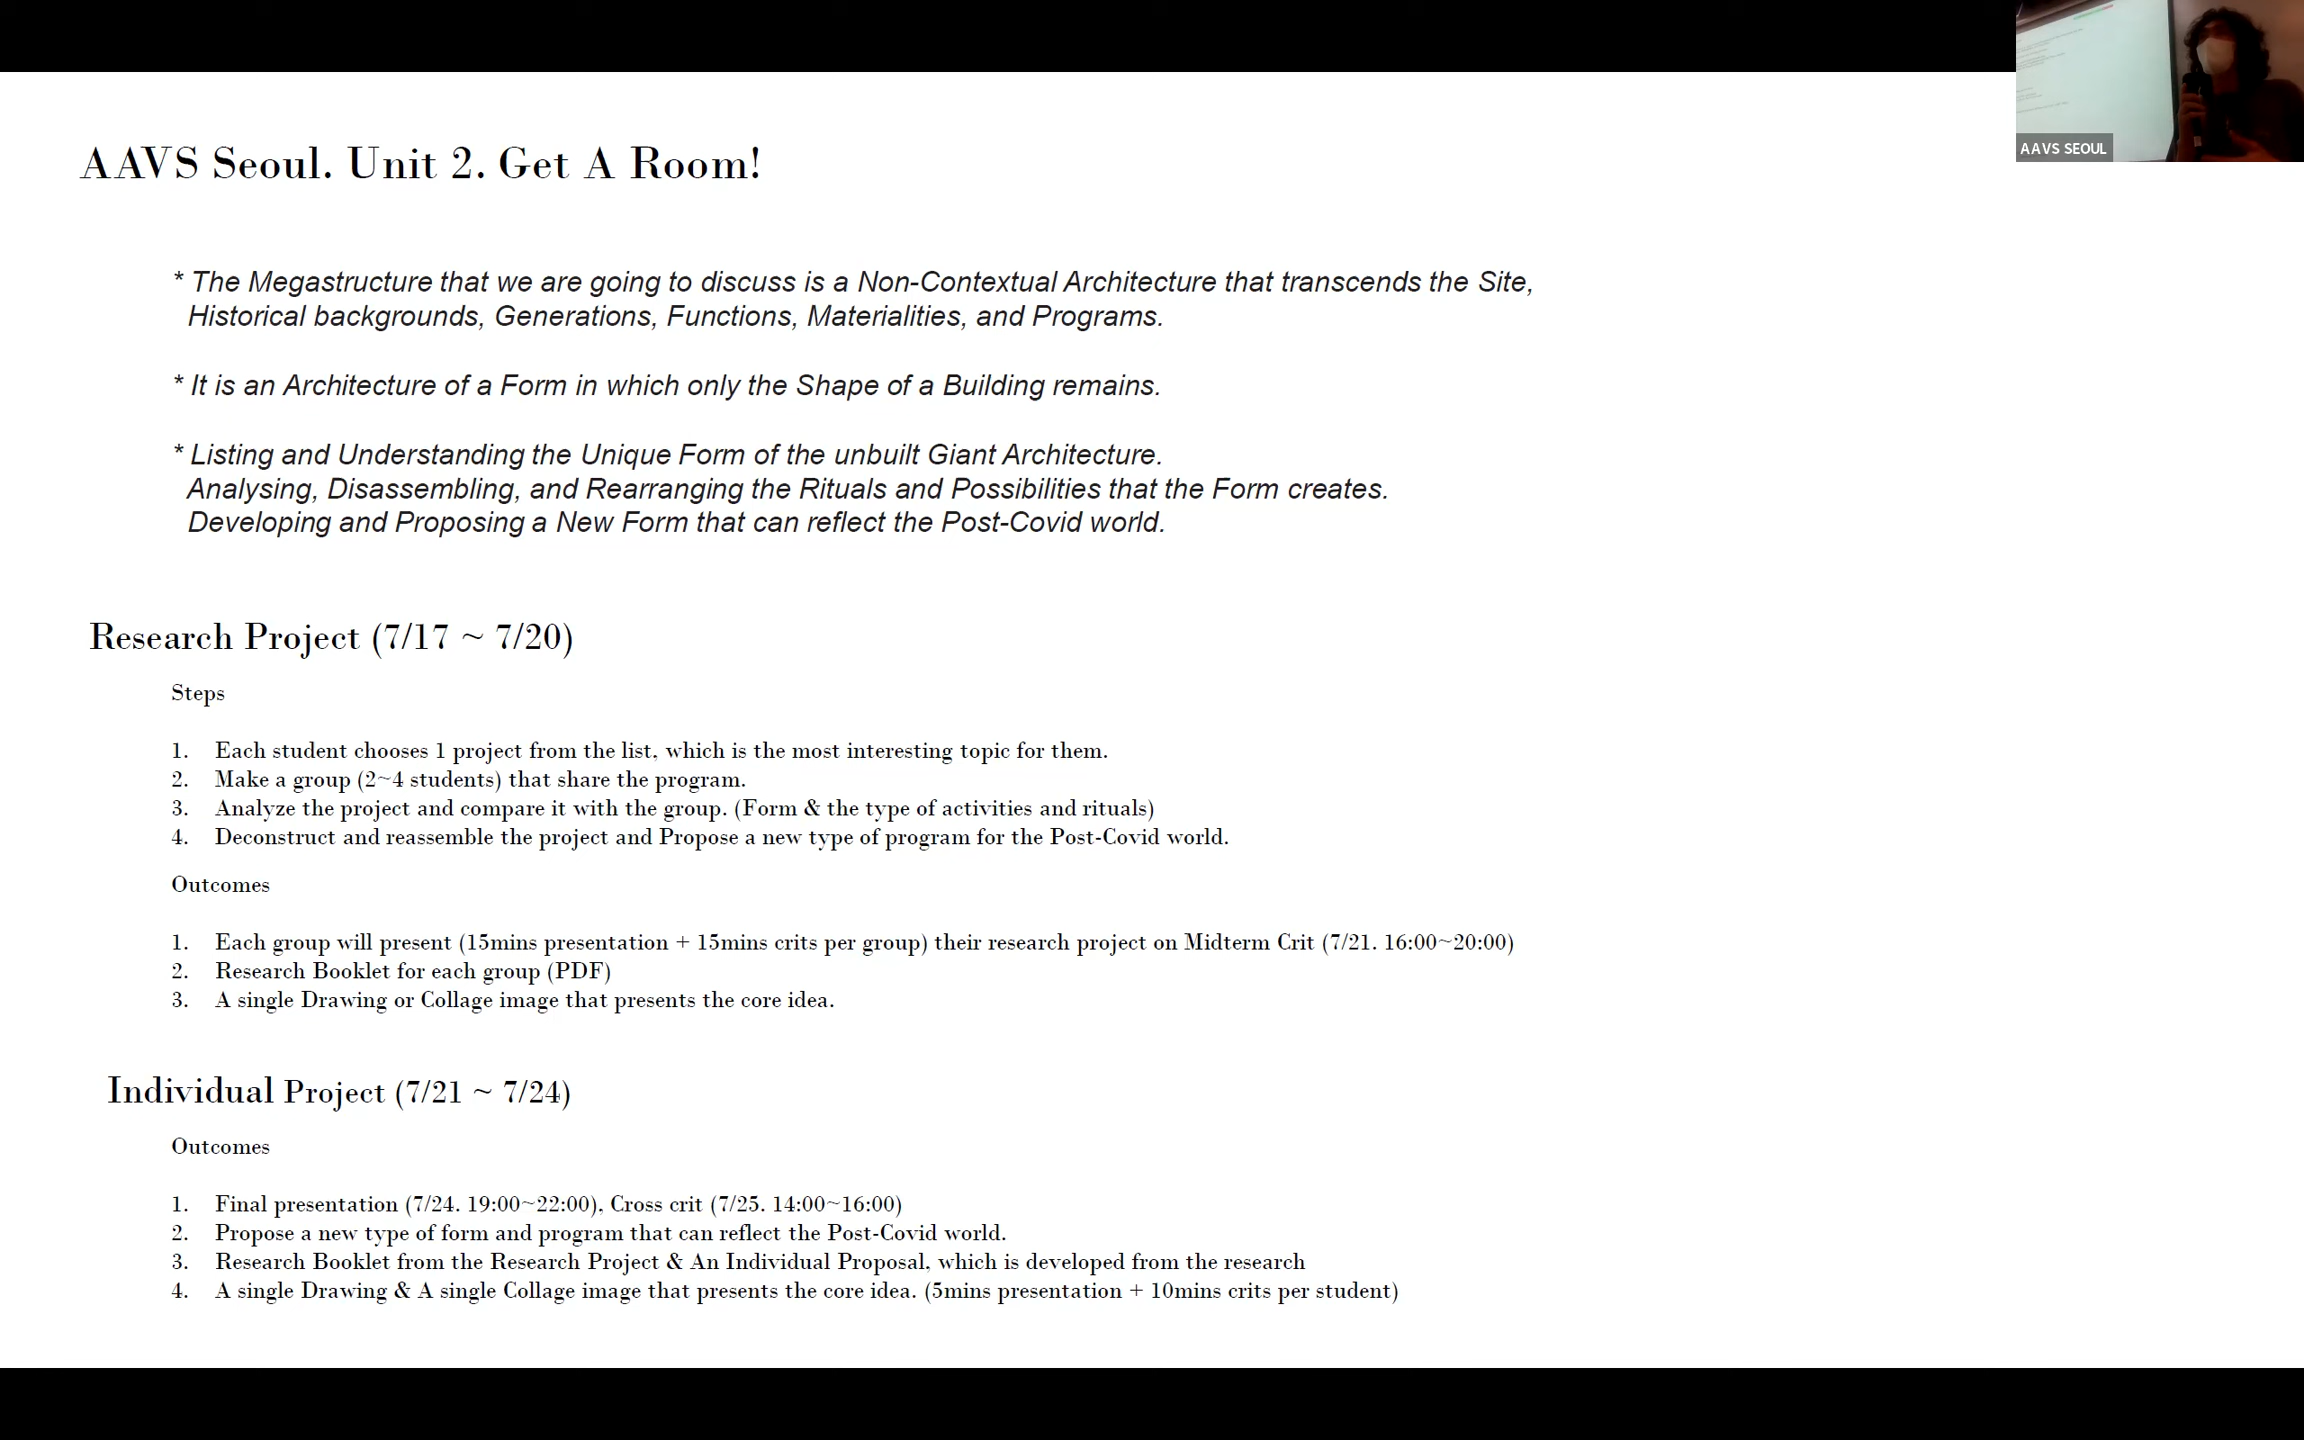 AAVS SEOUL
AAVS Seoul. Unit 2. Get A Room!
* The Megastructure that we are going to discuss is a Non-Contextual Architecture that transcends the Site,
Historical backgrounds, Generations, Functions, Materialities, and Programs.
* It is an Architecture of a Form in which only the Shape of a Building remains.
* Listing and Understanding the Unique Form of the unbuilt Giant Architecture.
Analysing, Disassembling, and Rearranging the Rituals and Possibilities that the Form creates.
Developing and Proposing a New Form that can reflect the Post-Covid world.
Research Project (7/17 ~ 7/20)
Steps
1. Each student chooses 1 project from the list, which is the most interesting topic for them.
2. Make a group (2~4 students) that share the program.
3. Analyze the project and compare it with the group. (Form & the type of activities and rituals)
4. Deconstruct and reassemble the project and Propose a new type of program for the Post-Covid world.
Outcomes
1. Each group will present (15mins presentation + 15mins crits per group) their research project on Midterm Crit (7/21. 16:00~20:00)
2. Research Booklet for each group (PDF)
3. A single Drawing or Collage image that presents the core idea.
Individual Project (7/21 ~ 7/24)
Outcomes
1. Final presentation (7/24. 19:00~22:00), Cross crit (7/25. 14:00~16:00)
2. Propose a new type of form and program that can reflect the Post-Covid world.
3. Research Booklet from the Research Project & An Individual Proposal, which is developed from the research
4. A single Drawing & A single Collage image that presents the core idea. (5mins presentation + 10mins crits per student)